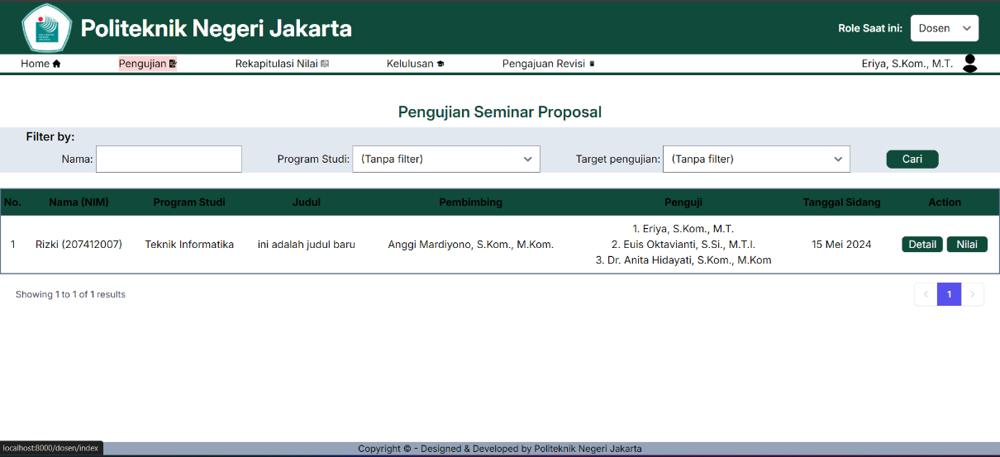 Politeknik Negeri Jakarta
Role Saat ini: Dosen
Home Pengujian Rekapitulasi Nilai Kelulusan Pengajuan Revisi Eriya, S.Kom., M.T.
Pengujian Seminar Proposal
Filter by:
Nama: Program Studi: (Tanpa filter) Target pengujian: (Tanpa filter) Cari
No. Nama (NIM) Program Studi Judul Pembimbing Penguji Tanggal Sidang Action
1. Eriya, S.Kom., M.T.
1 Rizki (207412007) Teknik Informatika ini adalah judul baru Anggi Mardiyono, S.Kom., M.Kom. 2. Euis Oktavianti, S.Si., M.T.I. 15 Mei 2024 Detail Nilai
3. Dr. Anita Hidayati, S.Kom., M.Kom
Showing 1 to 1 of 1 results < 1 >
localhost:8000/dosen/index
Copyright © - Designed & Developed by Politeknik Negeri Jakarta